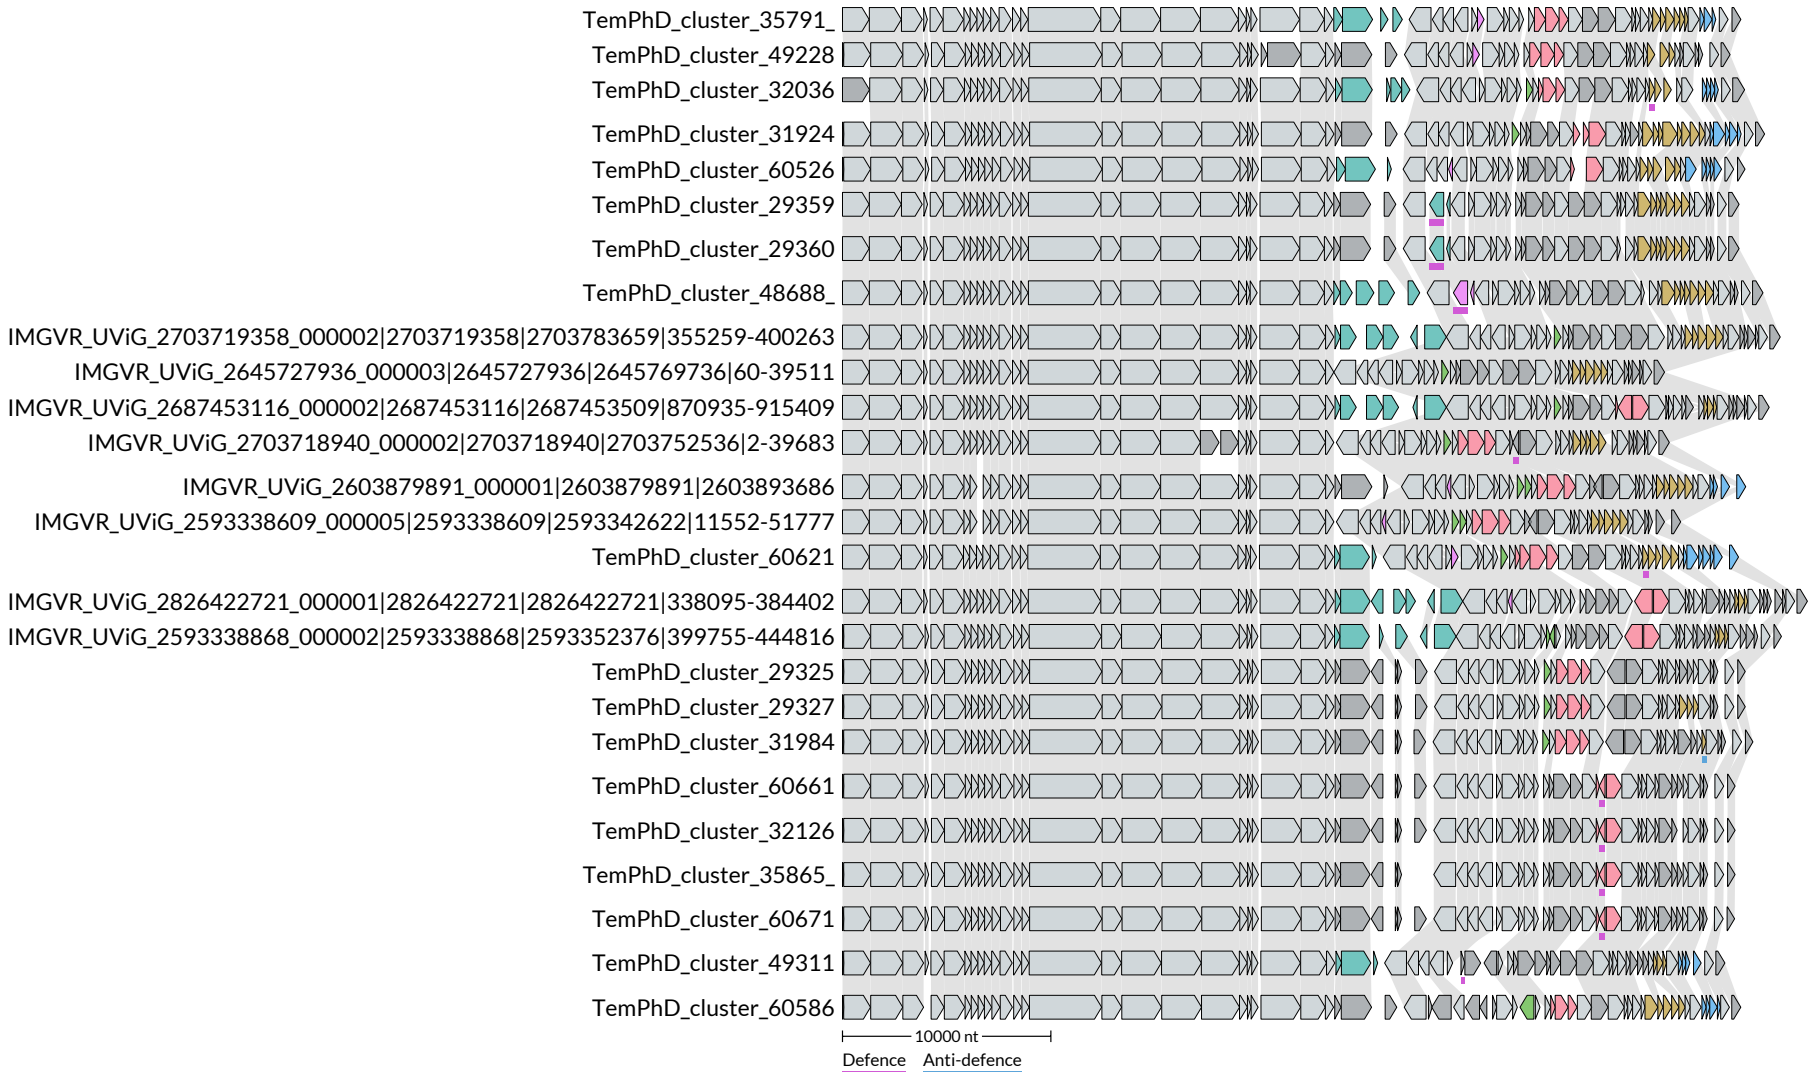 TemPhD_cluster_35791_
TemPhD_cluster_49228
TemPhD_cluster_32036
TemPhD_cluster_31924
TemPhD_cluster_60526
TemPhD_cluster_29359
TemPhD_cluster_29360
TemPhD_cluster_48688_
IMGVR_UViG_2703719358_000002|2703719358|2703783659|355259-400263
IMGVR_UViG_2645727936_000003|2645727936|2645769736|60-39511
IMGVR_UViG_2687453116_000002|2687453116|2687453509|870935-915409
IMGVR_UViG_2703718940_000002|2703718940|2703752536|2-39683
IMGVR_UViG_2603879891_000001|2603879891|2603893686
IMGVR_UViG_2593338609_000005|2593338609|2593342622|11552-51777
TemPhD_cluster_60621
IMGVR_UViG_2826422721_000001|2826422721|2826422721|338095-384402
IMGVR_UViG_2593338868_000002|2593338868|2593352376|399755-444816
TemPhD_cluster_29325
TemPhD_cluster_29327
TemPhD_cluster_31984
TemPhD_cluster_60661
TemPhD_cluster_32126
TemPhD_cluster_35865_
TemPhD_cluster_60671
TemPhD_cluster_49311
TemPhD_cluster_60586
10000 nt
Defence Anti-defence